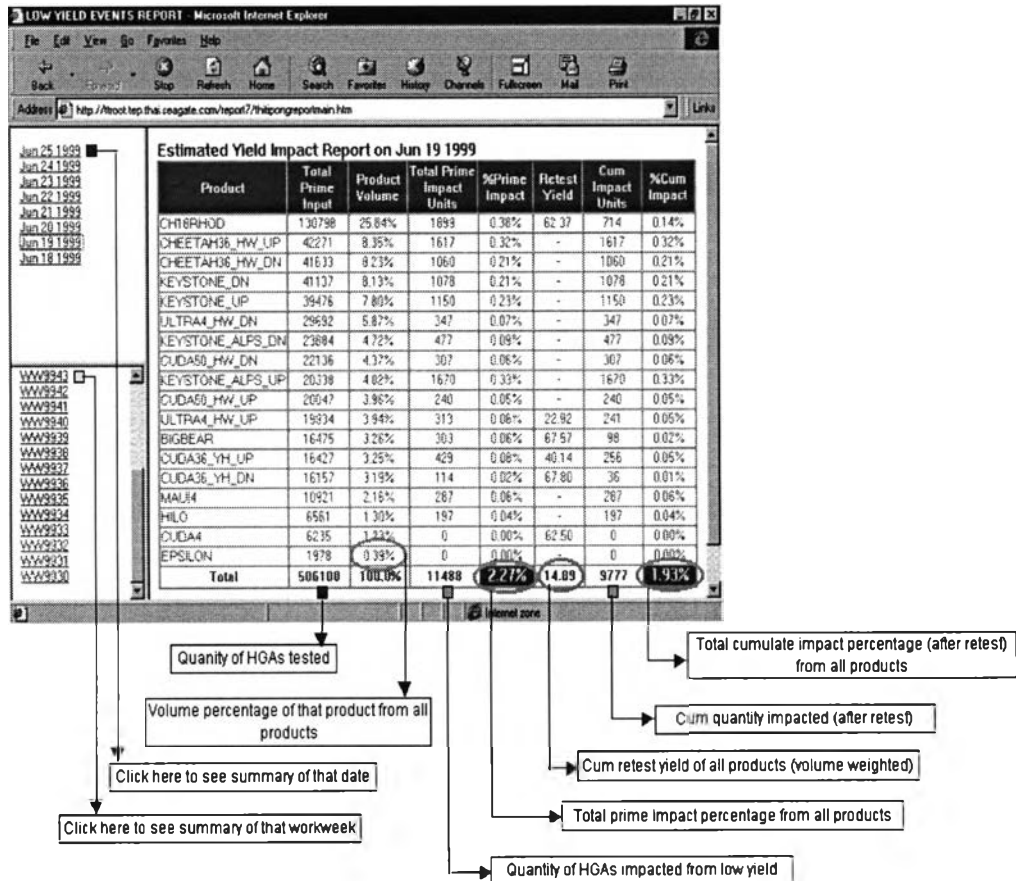 LOW YIELD EVENTS REPORT - Microsoft Internet Explorer
File Edit View Go Favorites Help
Back Forward Stop Refresh Home Search Favorites History Channels Fullscreen Mail Print
Address http://ttroot.tep.thai.seagate.com/report7/thitipongreportmain.htm Links
Jun 25 1999
Jun 24 1999
Jun 23 1999
Jun 22 1999
Jun 21 1999
Jun 20 1999
Jun 19 1999
Jun 18 1999
WW9943
WW9942
WW9941
WW9940
WW9939
WW9938
WW9937
WW9936
WW9935
WW9934
WW9933
WW9932
WW9931
WW9930
Estimated Yield Impact Report on Jun 19 1999
Product Total Prime Input Product Volume Total Prime Impact Units %Prime Impact Retest Yield Cum Impact Units %Cum Impact
CH18RHOD 130798 25.84% 1899 0.38% 62.37 714 0.14%
CHEETAH36_HW_UP 42271 8.35% 1617 0.32% - 1617 0.32%
CHEETAH36_HW_DN 41633 8.23% 1060 0.21% - 1060 0.21%
KEYSTONE_DN 41137 8.13% 1078 0.21% - 1078 0.21%
KEYSTONE_UP 39476 7.80% 1150 0.23% - 1150 0.23%
ULTRA4_HW_DN 29692 5.87% 347 0.07% - 347 0.07%
KEYSTONE_ALPS_DN 23884 4.72% 477 0.09% - 477 0.09%
CUDA50_HW_DN 22136 4.37% 307 0.06% - 307 0.06%
KEYSTONE_ALPS_UP 20338 4.02% 1670 0.33% - 1670 0.33%
CUDA50_HW_UP 20047 3.96% 240 0.05% - 240 0.05%
ULTRA4_HW_UP 19934 3.94% 313 0.06% 22.92 241 0.05%
BIGBEAR 16475 3.26% 303 0.06% 67.57 98 0.02%
CUDA36_YH_UP 16427 3.25% 429 0.08% 40.14 256 0.05%
CUDA36_YH_DN 16157 3.19% 114 0.02% 67.80 36 0.01%
MAUI4 10921 2.16% 287 0.06% - 287 0.06%
HILO 6561 1.30% 197 0.04% - 197 0.04%
CUDA4 6235 1.23% 0 0.00% 62.50 0 0.00%
EPSILON 1978 0.39% 0 0.00% - 0 0.00%
Total 506100 100.0% 11488 2.27% 14.89 9777 1.93%
Internet zone
Quanity of HGAs tested
Total cumulate impact percentage (after retest) from all products
Volume percentage of that product from all products
Cum quantity impacted (after retest)
Click here to see summary of that date
Cum retest yield of all products (volume weighted)
Click here to see summary of that workweek
Total prime impact percentage from all products
Quantity of HGAs impacted from low yield